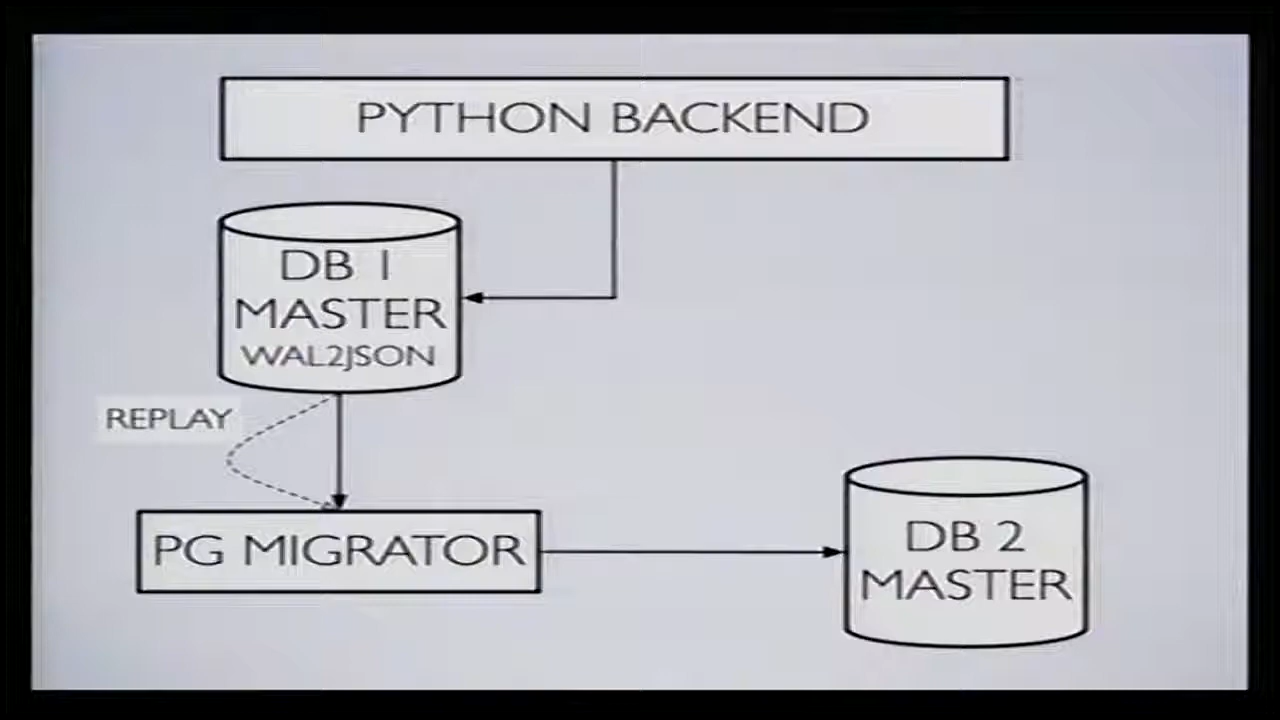 PYTHON BACKEND
DB 1
MASTER
WAL2JSON
REPLAY
PG MIGRATOR
DB 2
MASTER